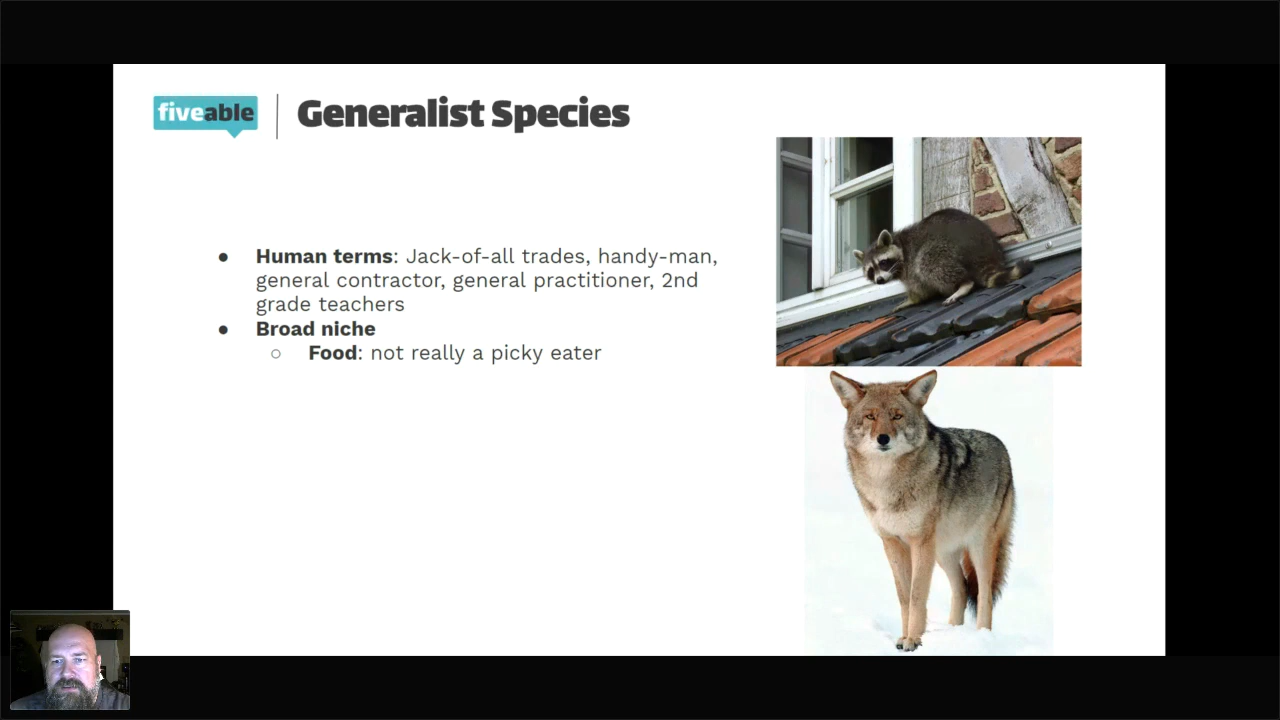 fiveable
Generalist Species
● Human terms: Jack-of-all trades, handy-man,
general contractor, general practitioner, 2nd
grade teachers
● Broad niche
○ Food: not really a picky eater